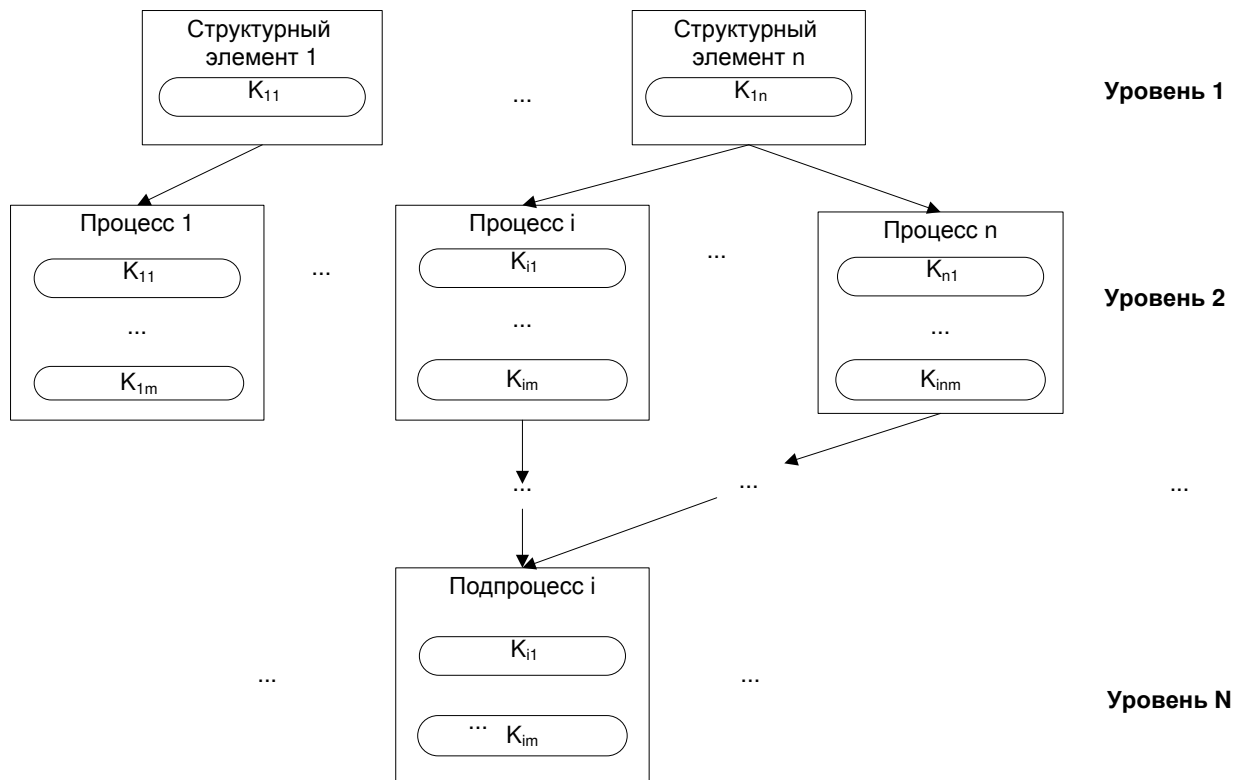 Структурный
элемент 1
K11
...
Структурный
элемент n
K1n
Уровень 1
Процесс 1
K11
...
K1m
...
Процесс i
Ki1
...
Kim
...
Процесс n
Kn1
...
Kinm
Уровень 2
...
...
...
Подпроцесс i
Ki1
...
Kim
...
...
Уровень N